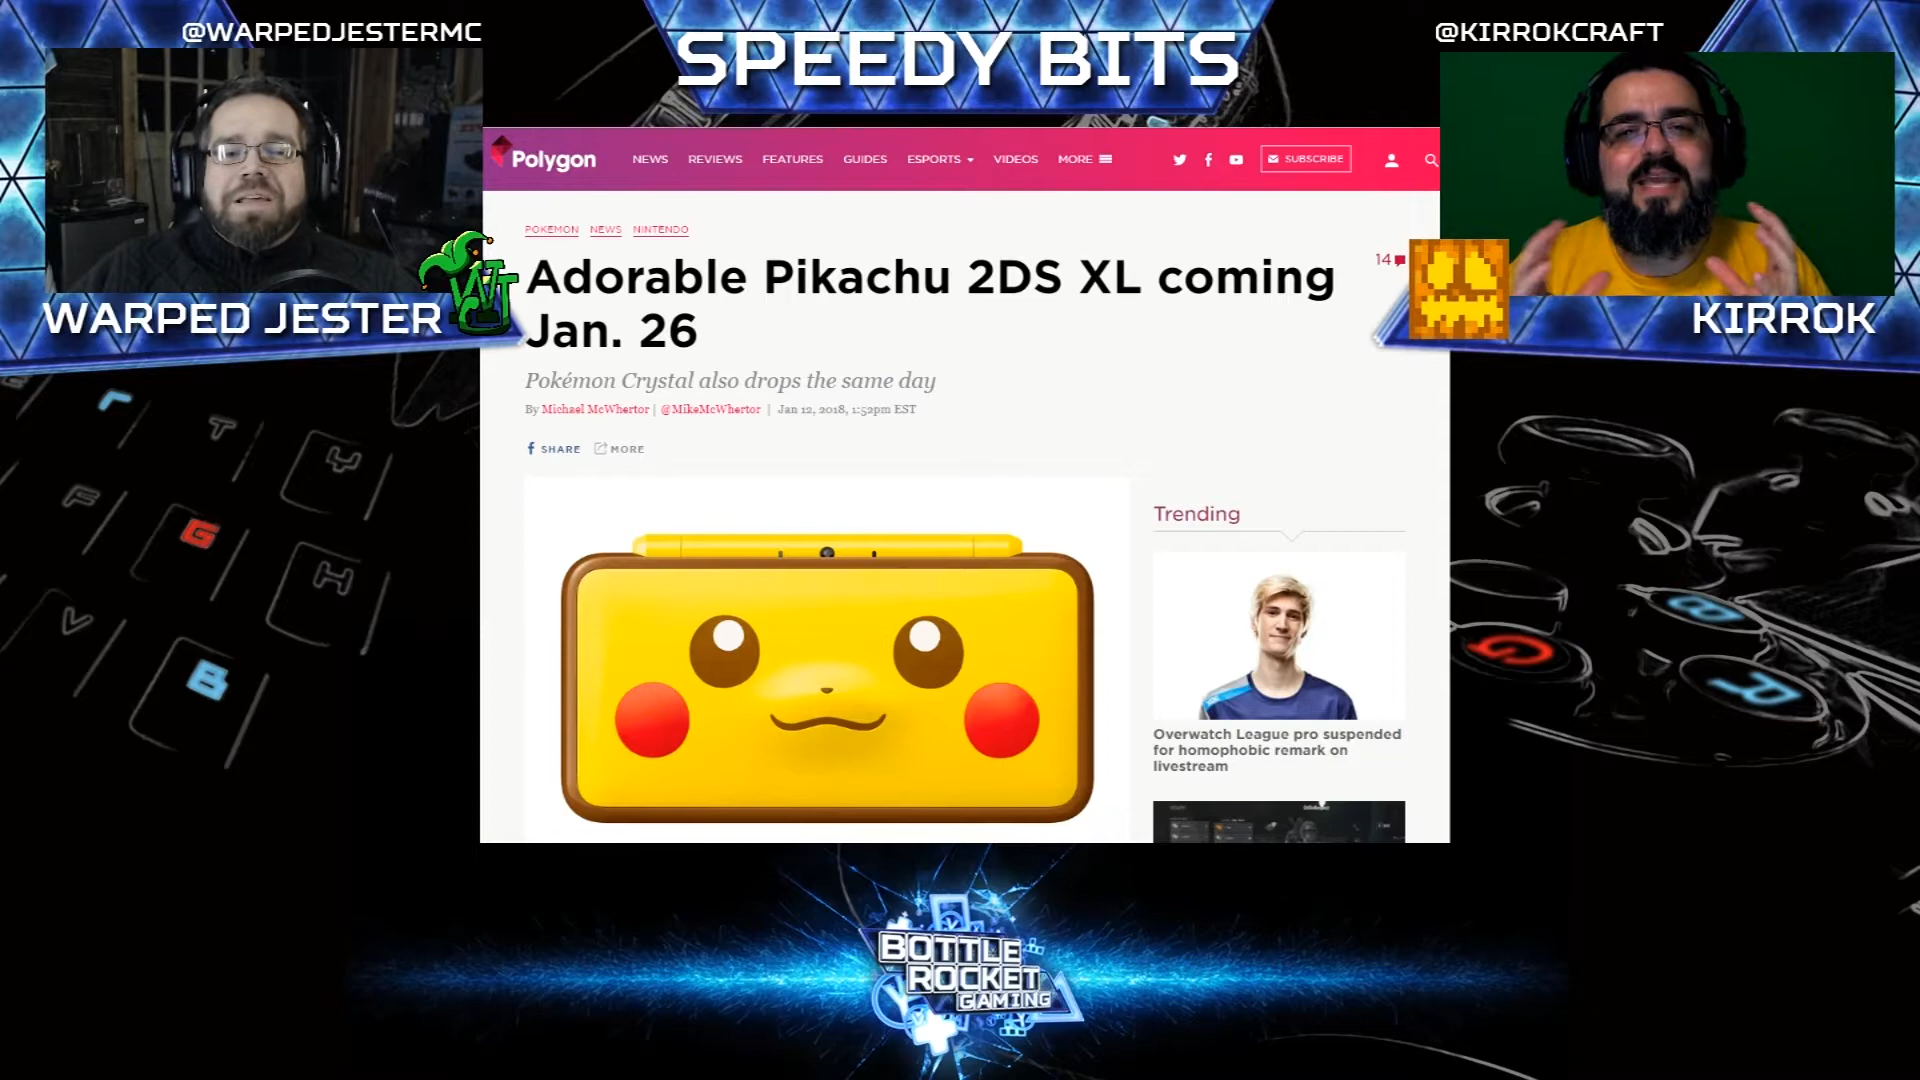 @WARPEDJESTERMC
SPEEDY BITS
@KIRROKCRAFT
Polygon
NEWS REVIEWS FEATURES GUIDES ESPORTS VIDEOS MORE
SUBSCRIBE
POKEMON NEWS NINTENDO
Adorable Pikachu 2DS XL coming
Jan. 26
14
Pokémon Crystal also drops the same day
By Michael McWhertor | @MikeMcWhertor | Jan 12, 2018, 1:52pm EST
SHARE MORE
WARPED JESTER
WJ
KIRROK
Trending
Overwatch League pro suspended
for homophobic remark on
livestream
R T Y
F G H
V B
G B R
BOTTLE
ROCKET
GAMING